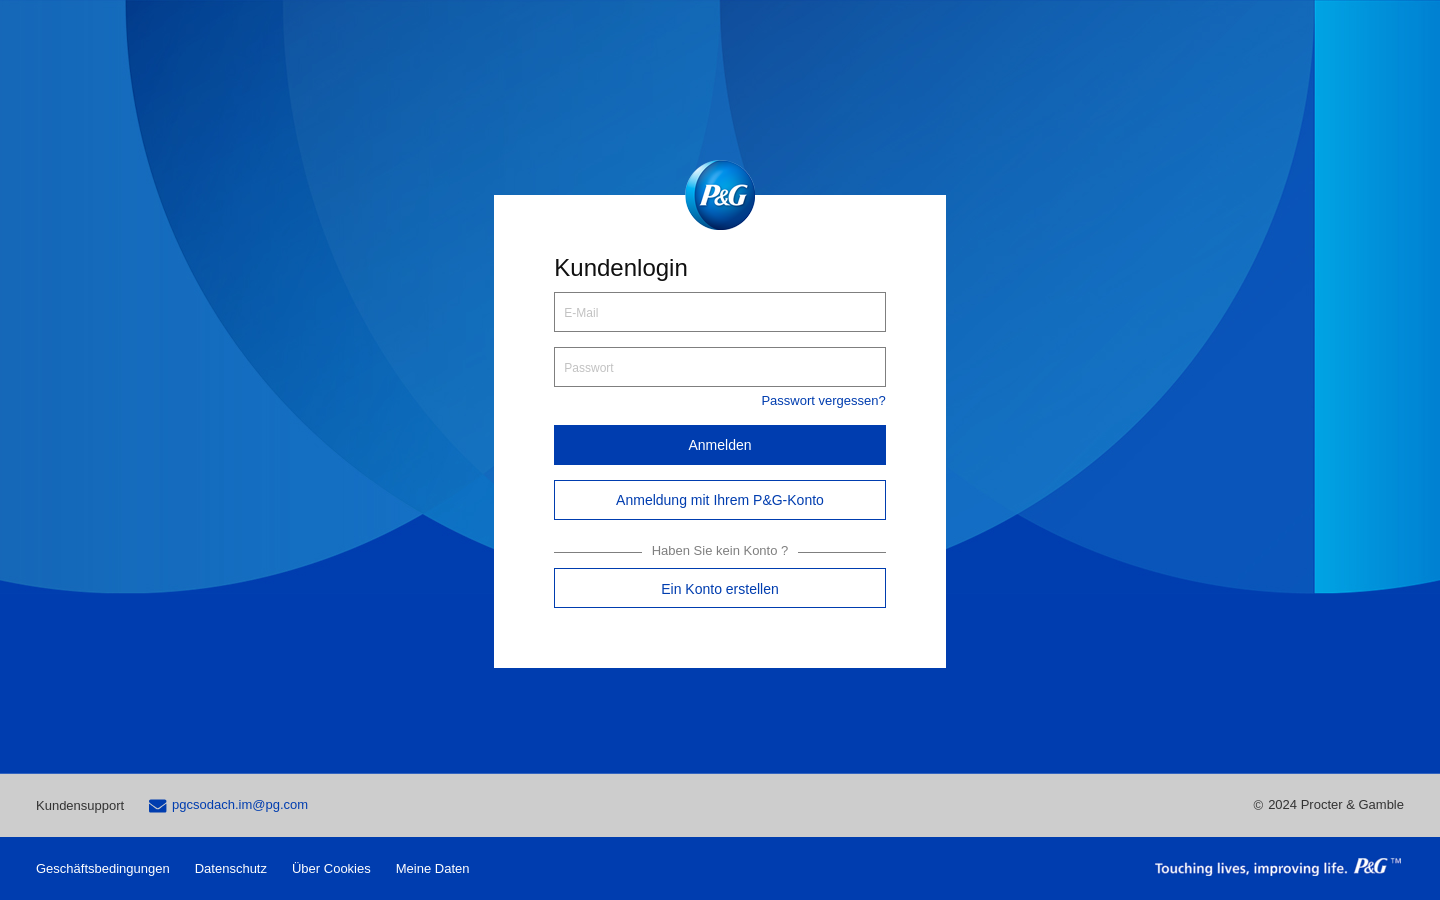 P&G
Kundenlogin
E-Mail
Passwort
Passwort vergessen?
Anmelden
Anmeldung mit Ihrem P&G-Konto
Haben Sie kein Konto ?
Ein Konto erstellen
Kundensupport pgcsodach.im@pg.com © 2024 Procter & Gamble
Geschäftsbedingungen Datenschutz Über Cookies Meine Daten Touching lives, improving life. P&G™